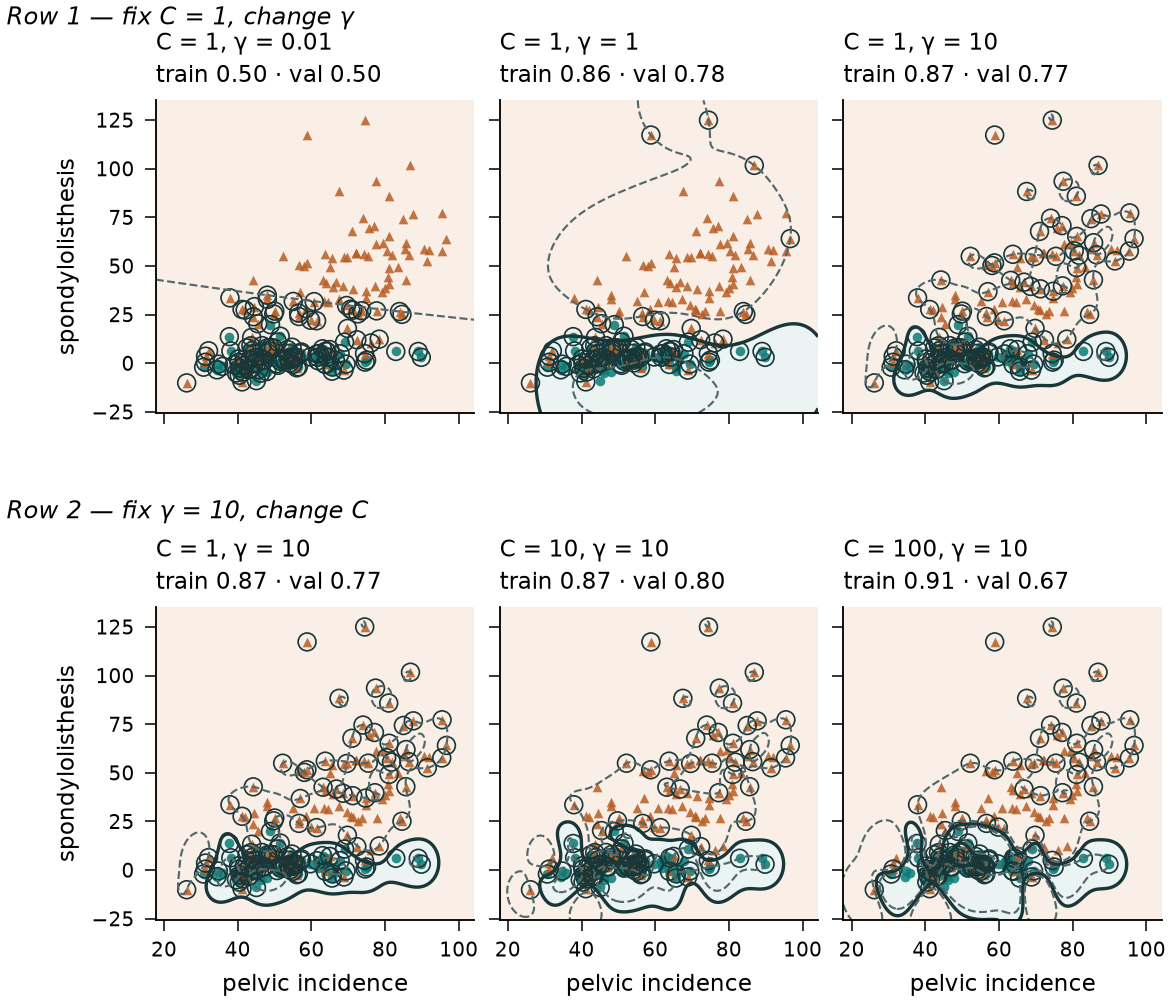 Row 1 — fix C = 1, change γ
C = 1, γ = 0.01
train 0.50 · val 0.50
C = 1, γ = 1
train 0.86 · val 0.78
C = 1, γ = 10
train 0.87 · val 0.77
spondylolisthesis
125
100
75
50
25
0
−25
20 40 60 80 100
Row 2 — fix γ = 10, change C
C = 1, γ = 10
train 0.87 · val 0.77
C = 10, γ = 10
train 0.87 · val 0.80
C = 100, γ = 10
train 0.91 · val 0.67
spondylolisthesis
125
100
75
50
25
0
−25
20 40 60 80 100
20 40 60 80 100
20 40 60 80 100
pelvic incidence
pelvic incidence
pelvic incidence